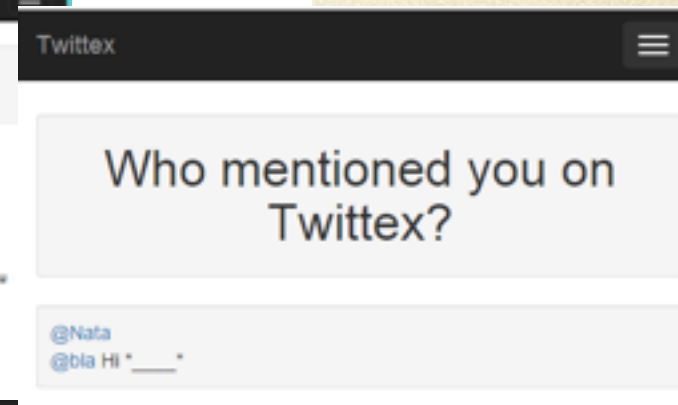 Twittex
Who mentioned you on
Twittex?
@Nata
@bla Hi *____*